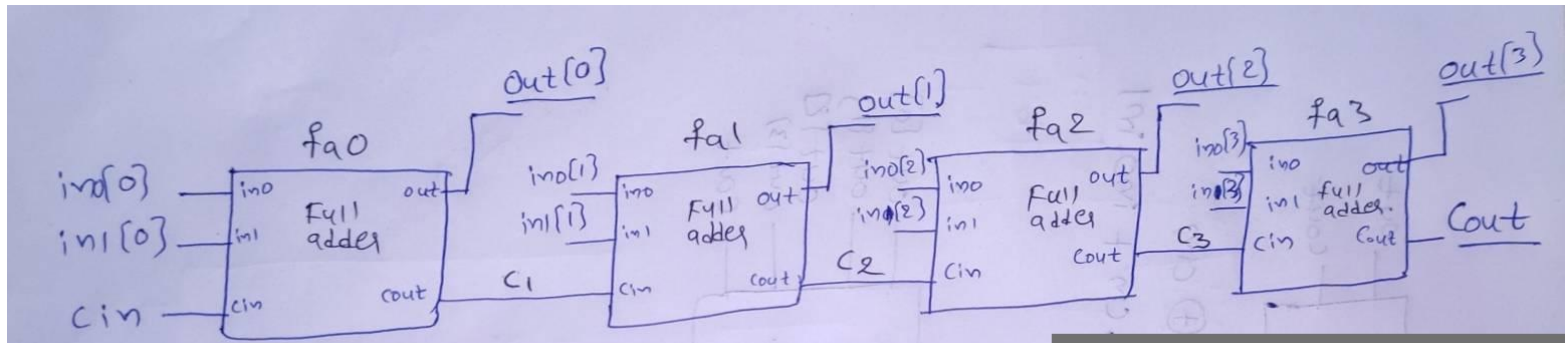 out[0]
out[1]
out[2]
out[3]
fa0
fa1
fa2
fa3
in0[0]
in1[0]
cin
in0
in1
cin
Full
adder
out
cout
C1
in0[1]
in1[1]
in0
in1
cin
Full
adder
out
cout
C2
in0[2]
in1[2]
in0
in1
cin
Full
adder
out
cout
C3
in0[3]
in1[3]
in0
in1
cin
full
adder.
out
cout
Cout